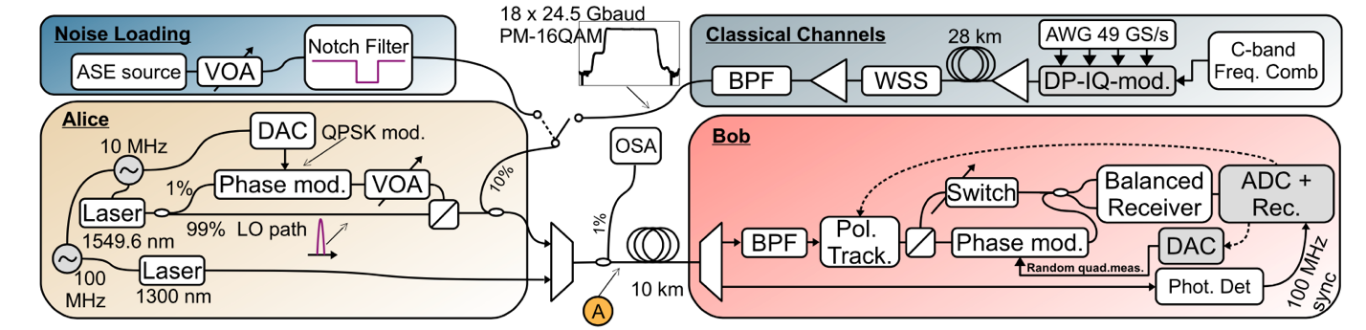 Noise Loading
ASE source
VOA
Notch Filter
18 x 24.5 Gbaud
PM-16QAM
Classical Channels
BPF
WSS
28 km
AWG 49 GS/s
DP-IQ-mod.
C-band
Freq. Comb
Alice
10 MHz
DAC
QPSK mod.
1%
Phase mod.
VOA
10%
Laser
1549.6 nm
99% LO path
100
MHz
Laser
1300 nm
OSA
1%
10 km
A
Bob
BPF
Pol.
Track.
Switch
Phase mod.
Balanced
Receiver
ADC +
Rec.
DAC
Random quad.meas.
Phot. Det
100 MHz
sync